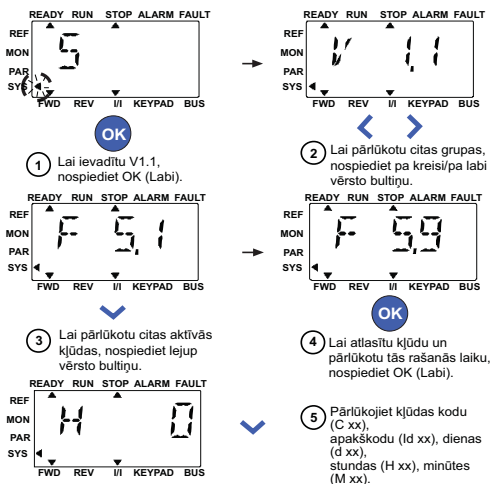 READY RUN STOP ALARM FAULT
REF
MON
PAR
SYS
S
FWD REV I/I KEYPAD BUS
READY RUN STOP ALARM FAULT
REF
MON
PAR
SYS
V 1.1
FWD REV I/I KEYPAD BUS
OK
1 Lai ievadītu V1.1,
nospiediet OK (Labi).
2 Lai pārlūkotu citas grupas,
nospiediet pa kreisi/pa labi
vērsto bultiņu.
READY RUN STOP ALARM FAULT
REF
MON
PAR
SYS
F 5.1
FWD REV I/I KEYPAD BUS
READY RUN STOP ALARM FAULT
REF
MON
PAR
SYS
F 5.9
FWD REV I/I KEYPAD BUS
3 Lai pārlūkotu citas aktīvās
kļūdas, nospiediet lejup
vērsto bultiņu.
OK
4 Lai atlasītu kļūdu un
pārlūkotu tās rašanās laiku,
nospiediet OK (Labi).
READY RUN STOP ALARM FAULT
REF
MON
PAR
SYS
H 0
FWD REV I/I KEYPAD BUS
5 Pārlūkojiet kļūdas kodu
(C xx),
apakškodu (Id xx), dienas
(d xx),
stundas (H xx), minūtes
(M xx).